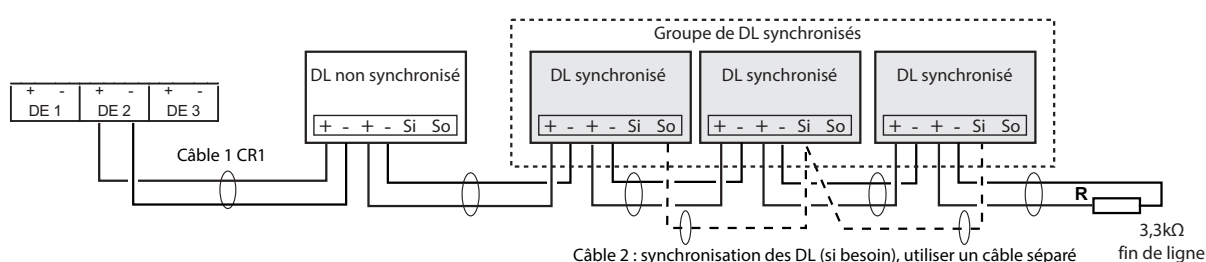 Groupe de DL synchronisés
DL non synchronisé
DL synchronisé
DL synchronisé
DL synchronisé
+ - + - + -
DE 1 DE 2 DE 3
+ - + - Si So
+ - + - Si So
+ - + - Si So
+ - + - Si So
Câble 1 CR1
R
3,3kΩ
fin de ligne
Câble 2 : synchronisation des DL (si besoin), utiliser un câble séparé